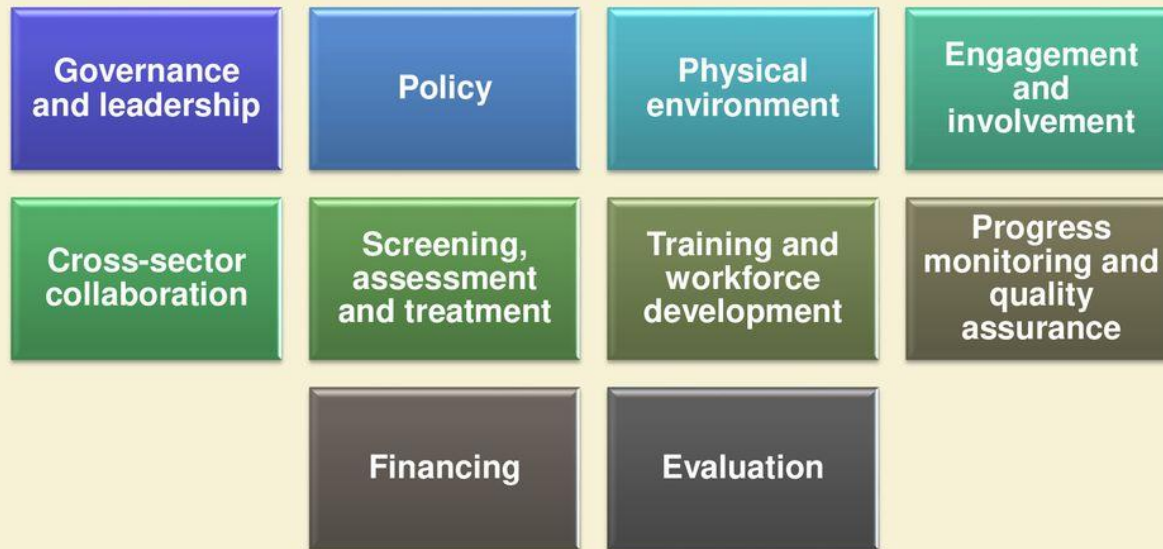 Governance
and leadership
Policy
Physical
environment
Engagement
and
involvement
Cross-sector
collaboration
Screening,
assessment
and treatment
Training and
workforce
development
Progress
monitoring and
quality
assurance
Financing
Evaluation